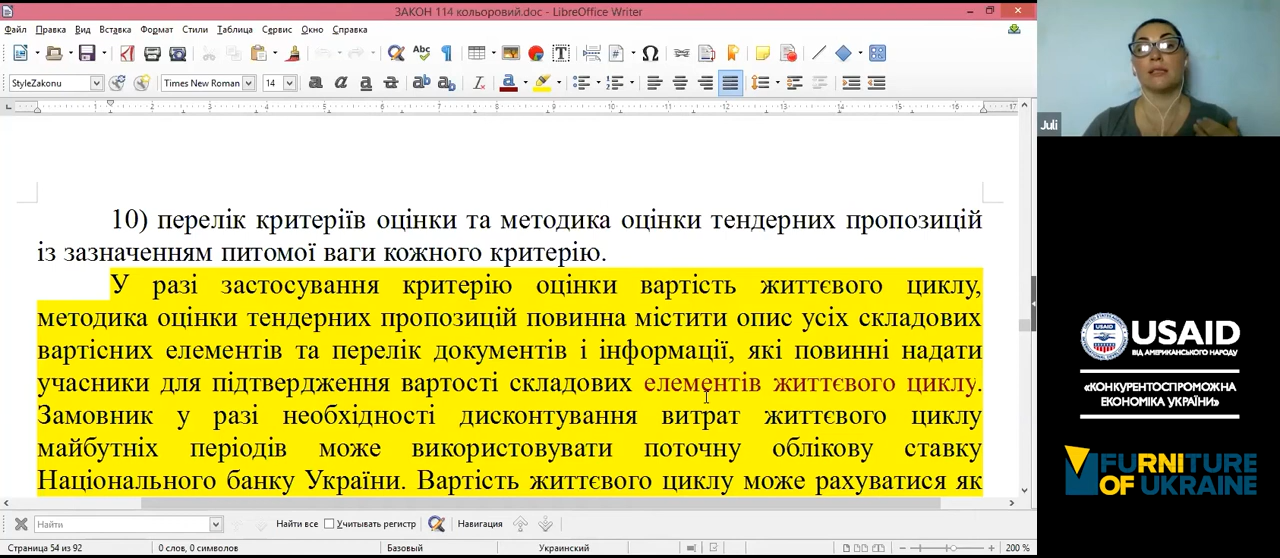 ЗАКОН 114 кольоровий.doc - LibreOffice Writer
Файл Правка Вид Вставка Формат Стили Таблица Сервис Окно Справка
StyleZakonu Times New Roman 14
10) перелік критеріїв оцінки та методика оцінки тендерних пропозицій
із зазначенням питомої ваги кожного критерію.
У разі застосування критерію оцінки вартість життєвого циклу,
методика оцінки тендерних пропозицій повинна містити опис усіх складових
вартісних елементів та перелік документів і інформації, які повинні надати
учасники для підтвердження вартості складових елементів життєвого циклу.
Замовник у разі необхідності дисконтування витрат життєвого циклу
майбутніх періодів може використовувати поточну облікову ставку
Національного банку України. Вартість життєвого циклу може рахуватися як
Найти Найти все Учитывать регистр Навигация
Страница 54 из 92 0 слов, 0 символов Базовый Украинский 200 %
Juli
USAID
ВІД АМЕРИКАНСЬКОГО НАРОДУ
«КОНКУРЕНТОСПРОМОЖНА
ЕКОНОМІКА УКРАЇНИ»
FURNITURE
OF UKRAINE